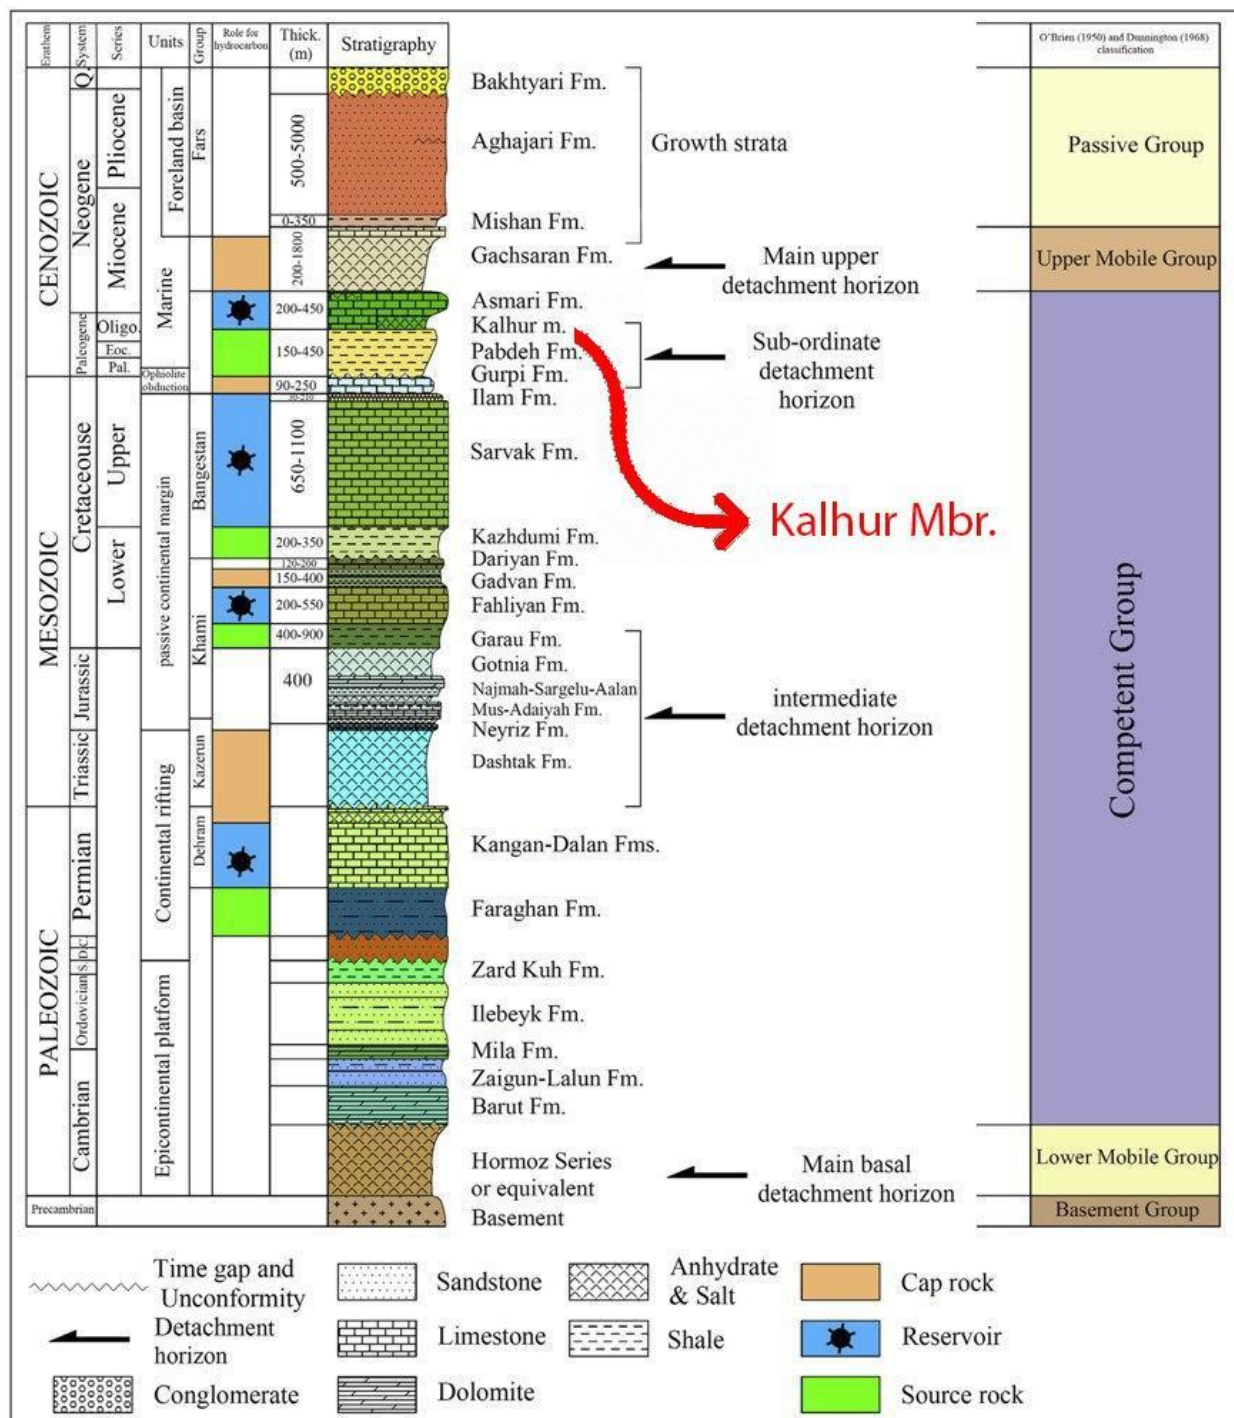 Erathem
System
Series
Units
Group
Role for
hydrocarbon
Thick.
(m)
Stratigraphy
O'Brien (1950) and Dunnington (1968)
classification
CENOZOIC
MESOZOIC
PALEOZOIC
Precambrian
Q.
Neogene
Paleogene
Cretaceouse
Jurassic
Triassic
Permian
D.C.
S.
Ordovician
Cambrian
Pliocene
Miocene
Oligo.
Eoc.
Pal.
Upper
Lower
Foreland basin
Marine
Ophiolite
obduction
passive continental margin
Continental rifting
Epicontinental platform
Fars
Bangestan
Khami
Kazerun
Dehram
500-5000
0-350
200-1800
200-450
150-450
90-250
650-1100
200-350
120-200
150-400
200-550
400-900
400
Bakhtyari Fm.
Aghajari Fm.
Mishan Fm.
Gachsaran Fm.
Asmari Fm.
Kalhur m.
Pabdeh Fm.
Gurpi Fm.
Ilam Fm.
Sarvak Fm.
Kazhdumi Fm.
Dariyan Fm.
Gadvan Fm.
Fahliyan Fm.
Garau Fm.
Gotnia Fm.
Najmah-Sargelu-Aalan
Mus-Adaiyah Fm.
Neyriz Fm.
Dashtak Fm.
Kangan-Dalan Fms.
Faraghan Fm.
Zard Kuh Fm.
Ilebeyk Fm.
Mila Fm.
Zaigun-Lalun Fm.
Barut Fm.
Hormoz Series
or equivalent
Basement
Growth strata
Main upper
detachment horizon
Sub-ordinate
detachment
horizon
Kalhur Mbr.
intermediate
detachment horizon
Main basal
detachment horizon
Passive Group
Upper Mobile Group
Competent Group
Lower Mobile Group
Basement Group
Time gap and
Unconformity
Detachment
horizon
Conglomerate
Sandstone
Limestone
Dolomite
Anhydrate
& Salt
Shale
Cap rock
Reservoir
Source rock